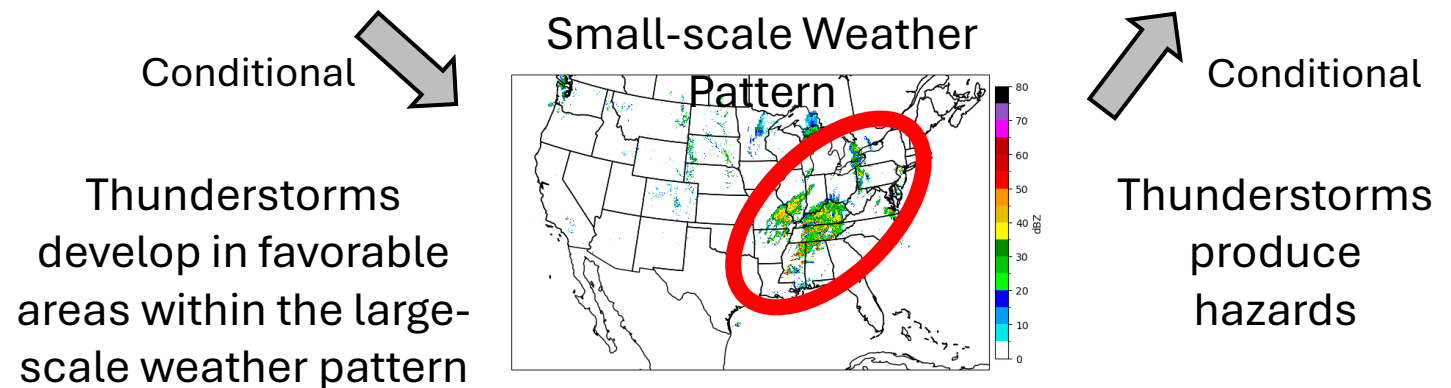 Small-scale Weather
Pattern
Conditional
Conditional
Thunderstorms
develop in favorable
areas within the large-
scale weather pattern
80
70
60
50
40
30
20
10
0
dBZ
Thunderstorms
produce
hazards